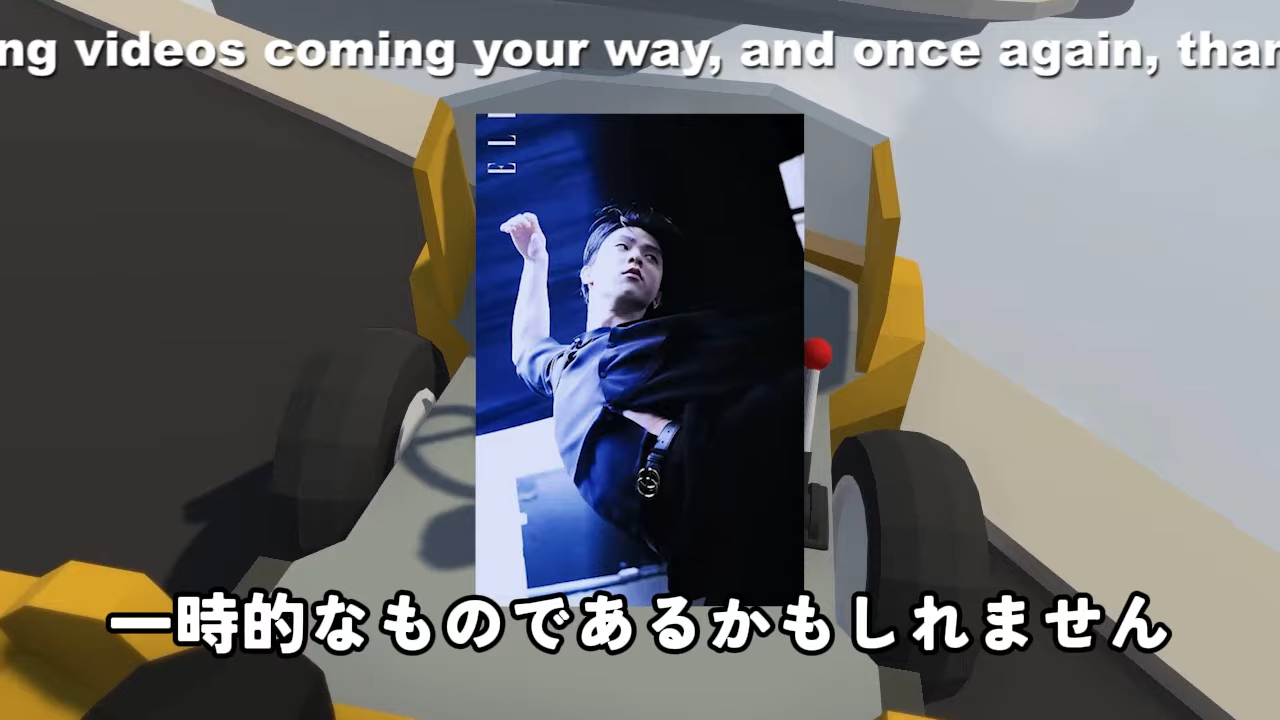 ng videos coming your way, and once again, than
EL
一時的なものであるかもしれません